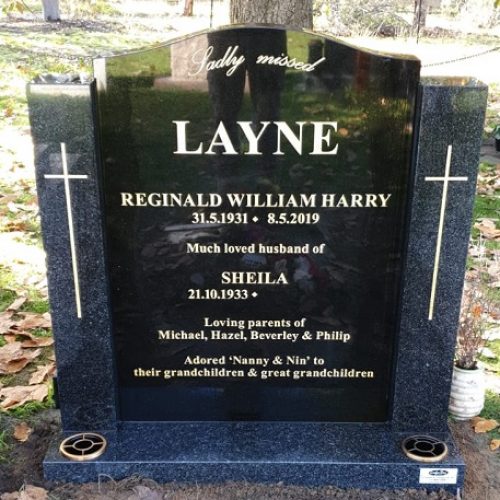 Sadly missed
LAYNE
REGINALD WILLIAM HARRY
31.5.1931 ⬥ 8.5.2019
Much loved husband of
SHEILA
21.10.1933 ⬥
Loving parents of
Michael, Hazel, Beverley & Philip
Adored ‘Nanny & Nin’ to
their grandchildren & great grandchildren